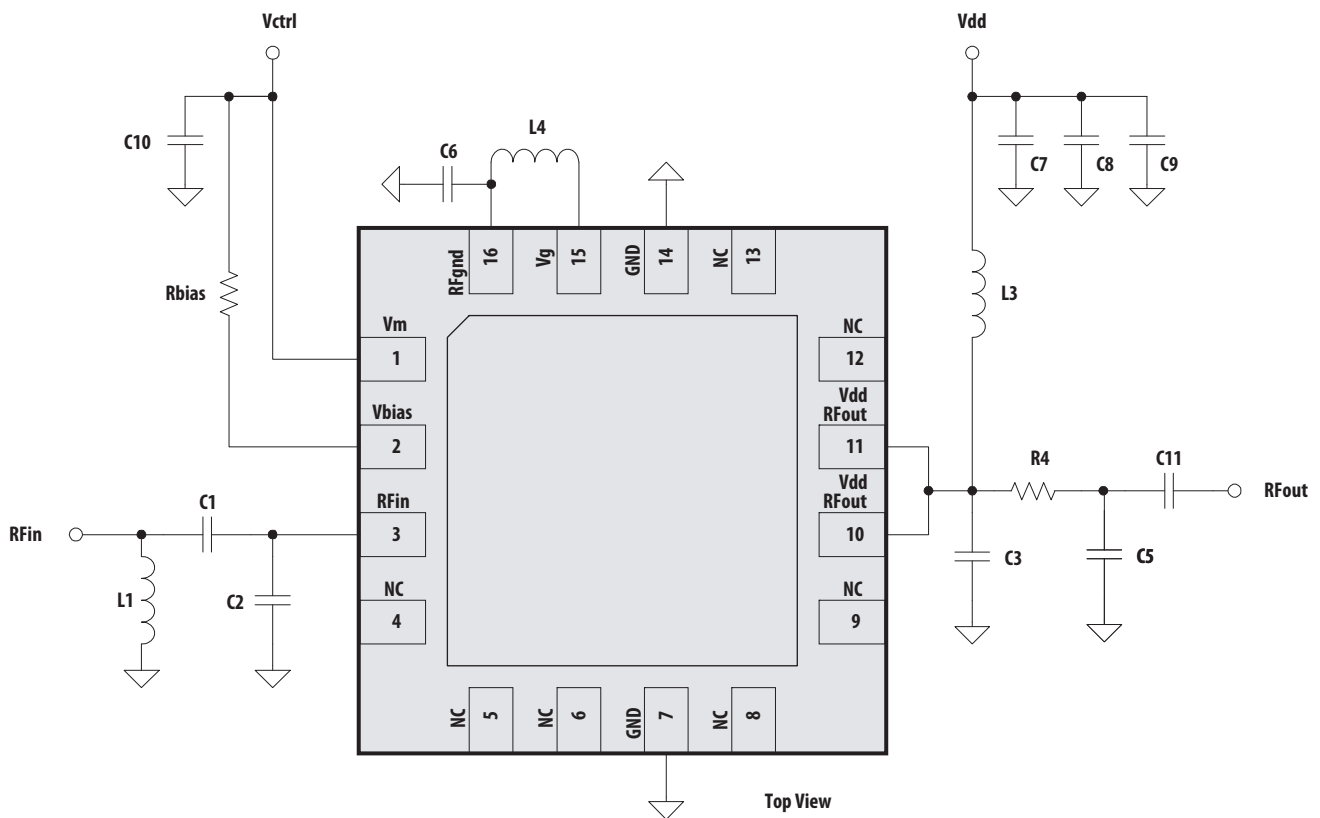 Vctrl
Vdd
C10
C6
L4
C7
C8
C9
RFgnd
16
Vg
15
GND
14
NC
13
Rbias
L3
Vm
1
NC
12
Vbias
2
Vdd
RFout
11
R4
C11
RFout
RFin
C1
RFin
3
Vdd
RFout
10
C3
C5
L1
C2
NC
4
NC
9
NC
5
NC
6
GND
7
NC
8
Top View